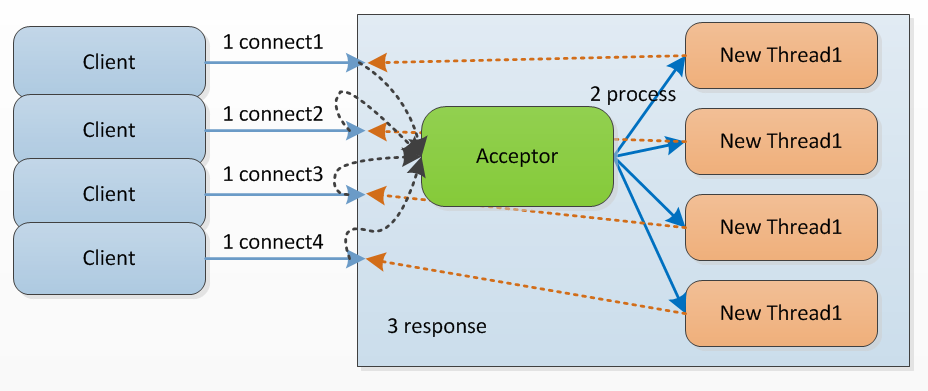 Client
1 connect1
New Thread1
2 process
Client
1 connect2
New Thread1
Acceptor
Client
1 connect3
New Thread1
Client
1 connect4
New Thread1
3 response